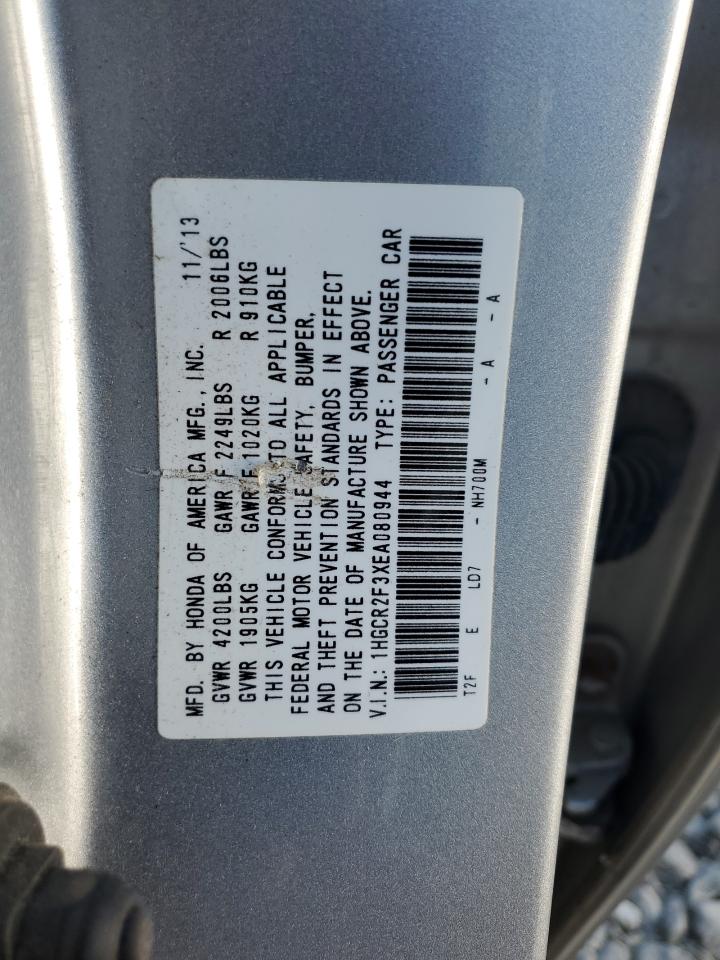 MFD. BY HONDA OF AMERICA MFG., INC. 11/'13
GVWR 4200LBS GAWR F 2249LBS R 2006LBS
GVWR 1905KG GAWR F 1020KG R 910KG
THIS VEHICLE CONFORMS TO ALL APPLICABLE
FEDERAL MOTOR VEHICLE SAFETY, BUMPER,
AND THEFT PREVENTION STANDARDS IN EFFECT
ON THE DATE OF MANUFACTURE SHOWN ABOVE.
V.I.N.: 1HGCR2F3XEA080944 TYPE: PASSENGER CAR
T2F E LD7 - NH700M - A - A